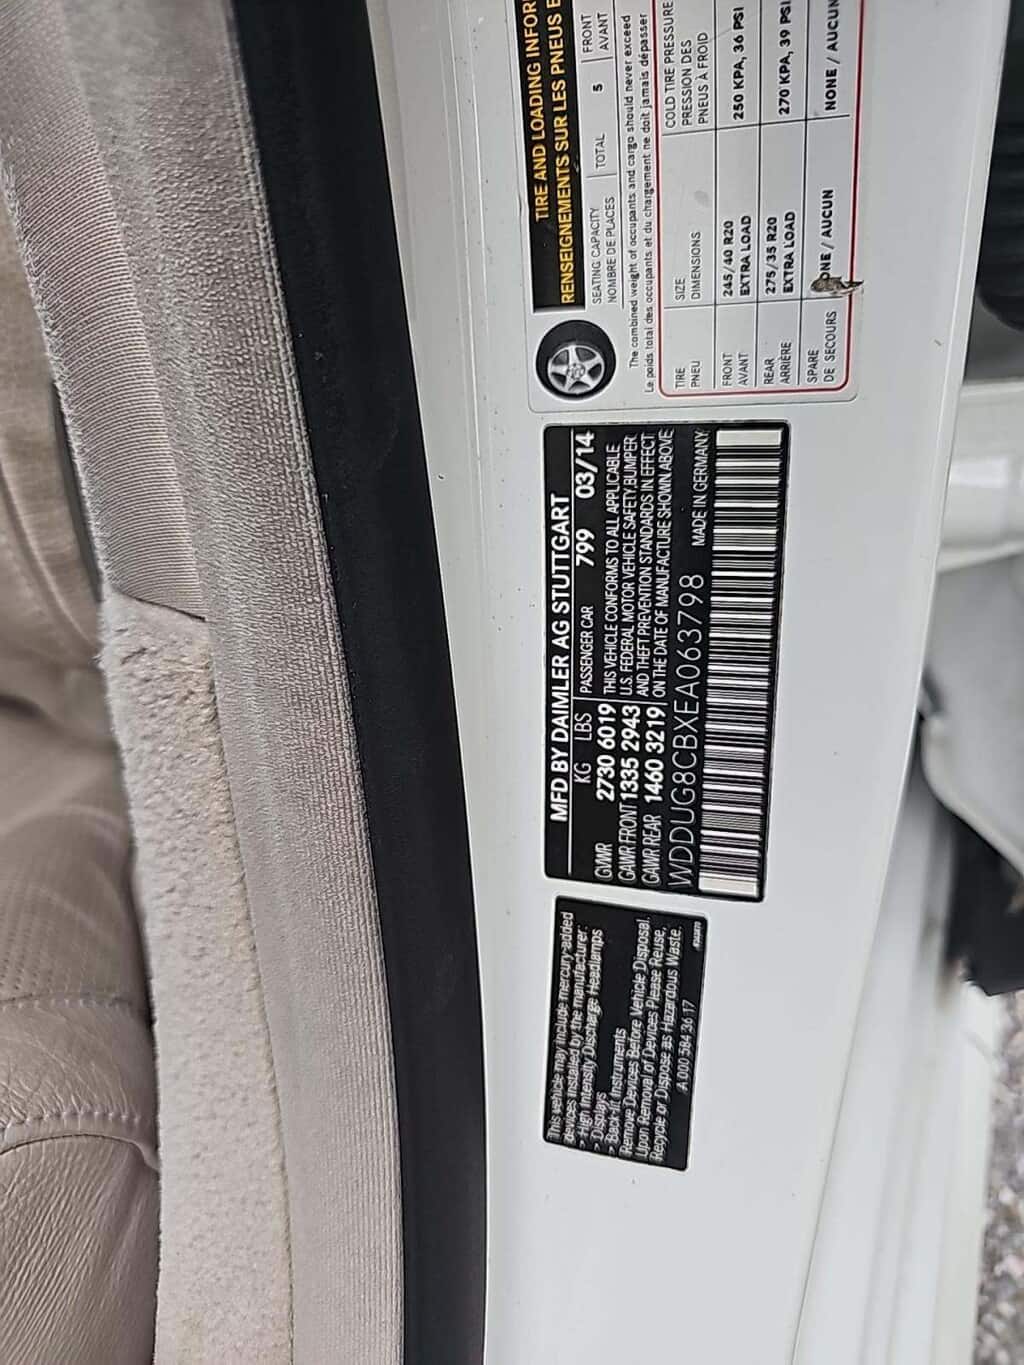 TIRE AND LOADING INFOR
RENSEIGNEMENTS SUR LES PNEUS E
SEATING CAPACITY TOTAL 5 FRONT
NOMBRE DE PLACES AVANT
The combined weight of occupants and cargo should never exceed
Le poids total des occupants et du chargement ne doit jamais dépasser
TIRE SIZE COLD TIRE PRESSURE
PNEU DIMENSIONS PRESSION DES
PNEUS À FROID
FRONT 245/40 R20 250 KPA, 36 PSI
AVANT EXTRA LOAD
REAR 275/35 R20 270 KPA, 39 PSI
ARRIÈRE EXTRA LOAD
SPARE ONE / AUCUN NONE / AUCUN
DE SECOURS
MFD BY DAIMLER AG STUTTGART
KG LBS PASSENGER CAR 799 03/14
GVWR 2730 6019 THIS VEHICLE CONFORMS TO ALL APPLICABLE
GAWR FRONT 1335 2943 U.S. FEDERAL MOTOR VEHICLE SAFETY, BUMPER
GAWR REAR 1460 3219 AND THEFT PREVENTION STANDARDS IN EFFECT
ON THE DATE OF MANUFACTURE SHOWN ABOVE
WDDUG8CBXEA063798 MADE IN GERMANY
This vehicle may include mercury-added
devices installed by the manufacturer:
> High Intensity Discharge Headlamps
> Displays
> Back-lit Instruments
Remove Devices Before Vehicle Disposal.
Upon Removal of Devices Please Reuse,
Recycle or Dispose as Hazardous Waste.
A 000 584 36 17